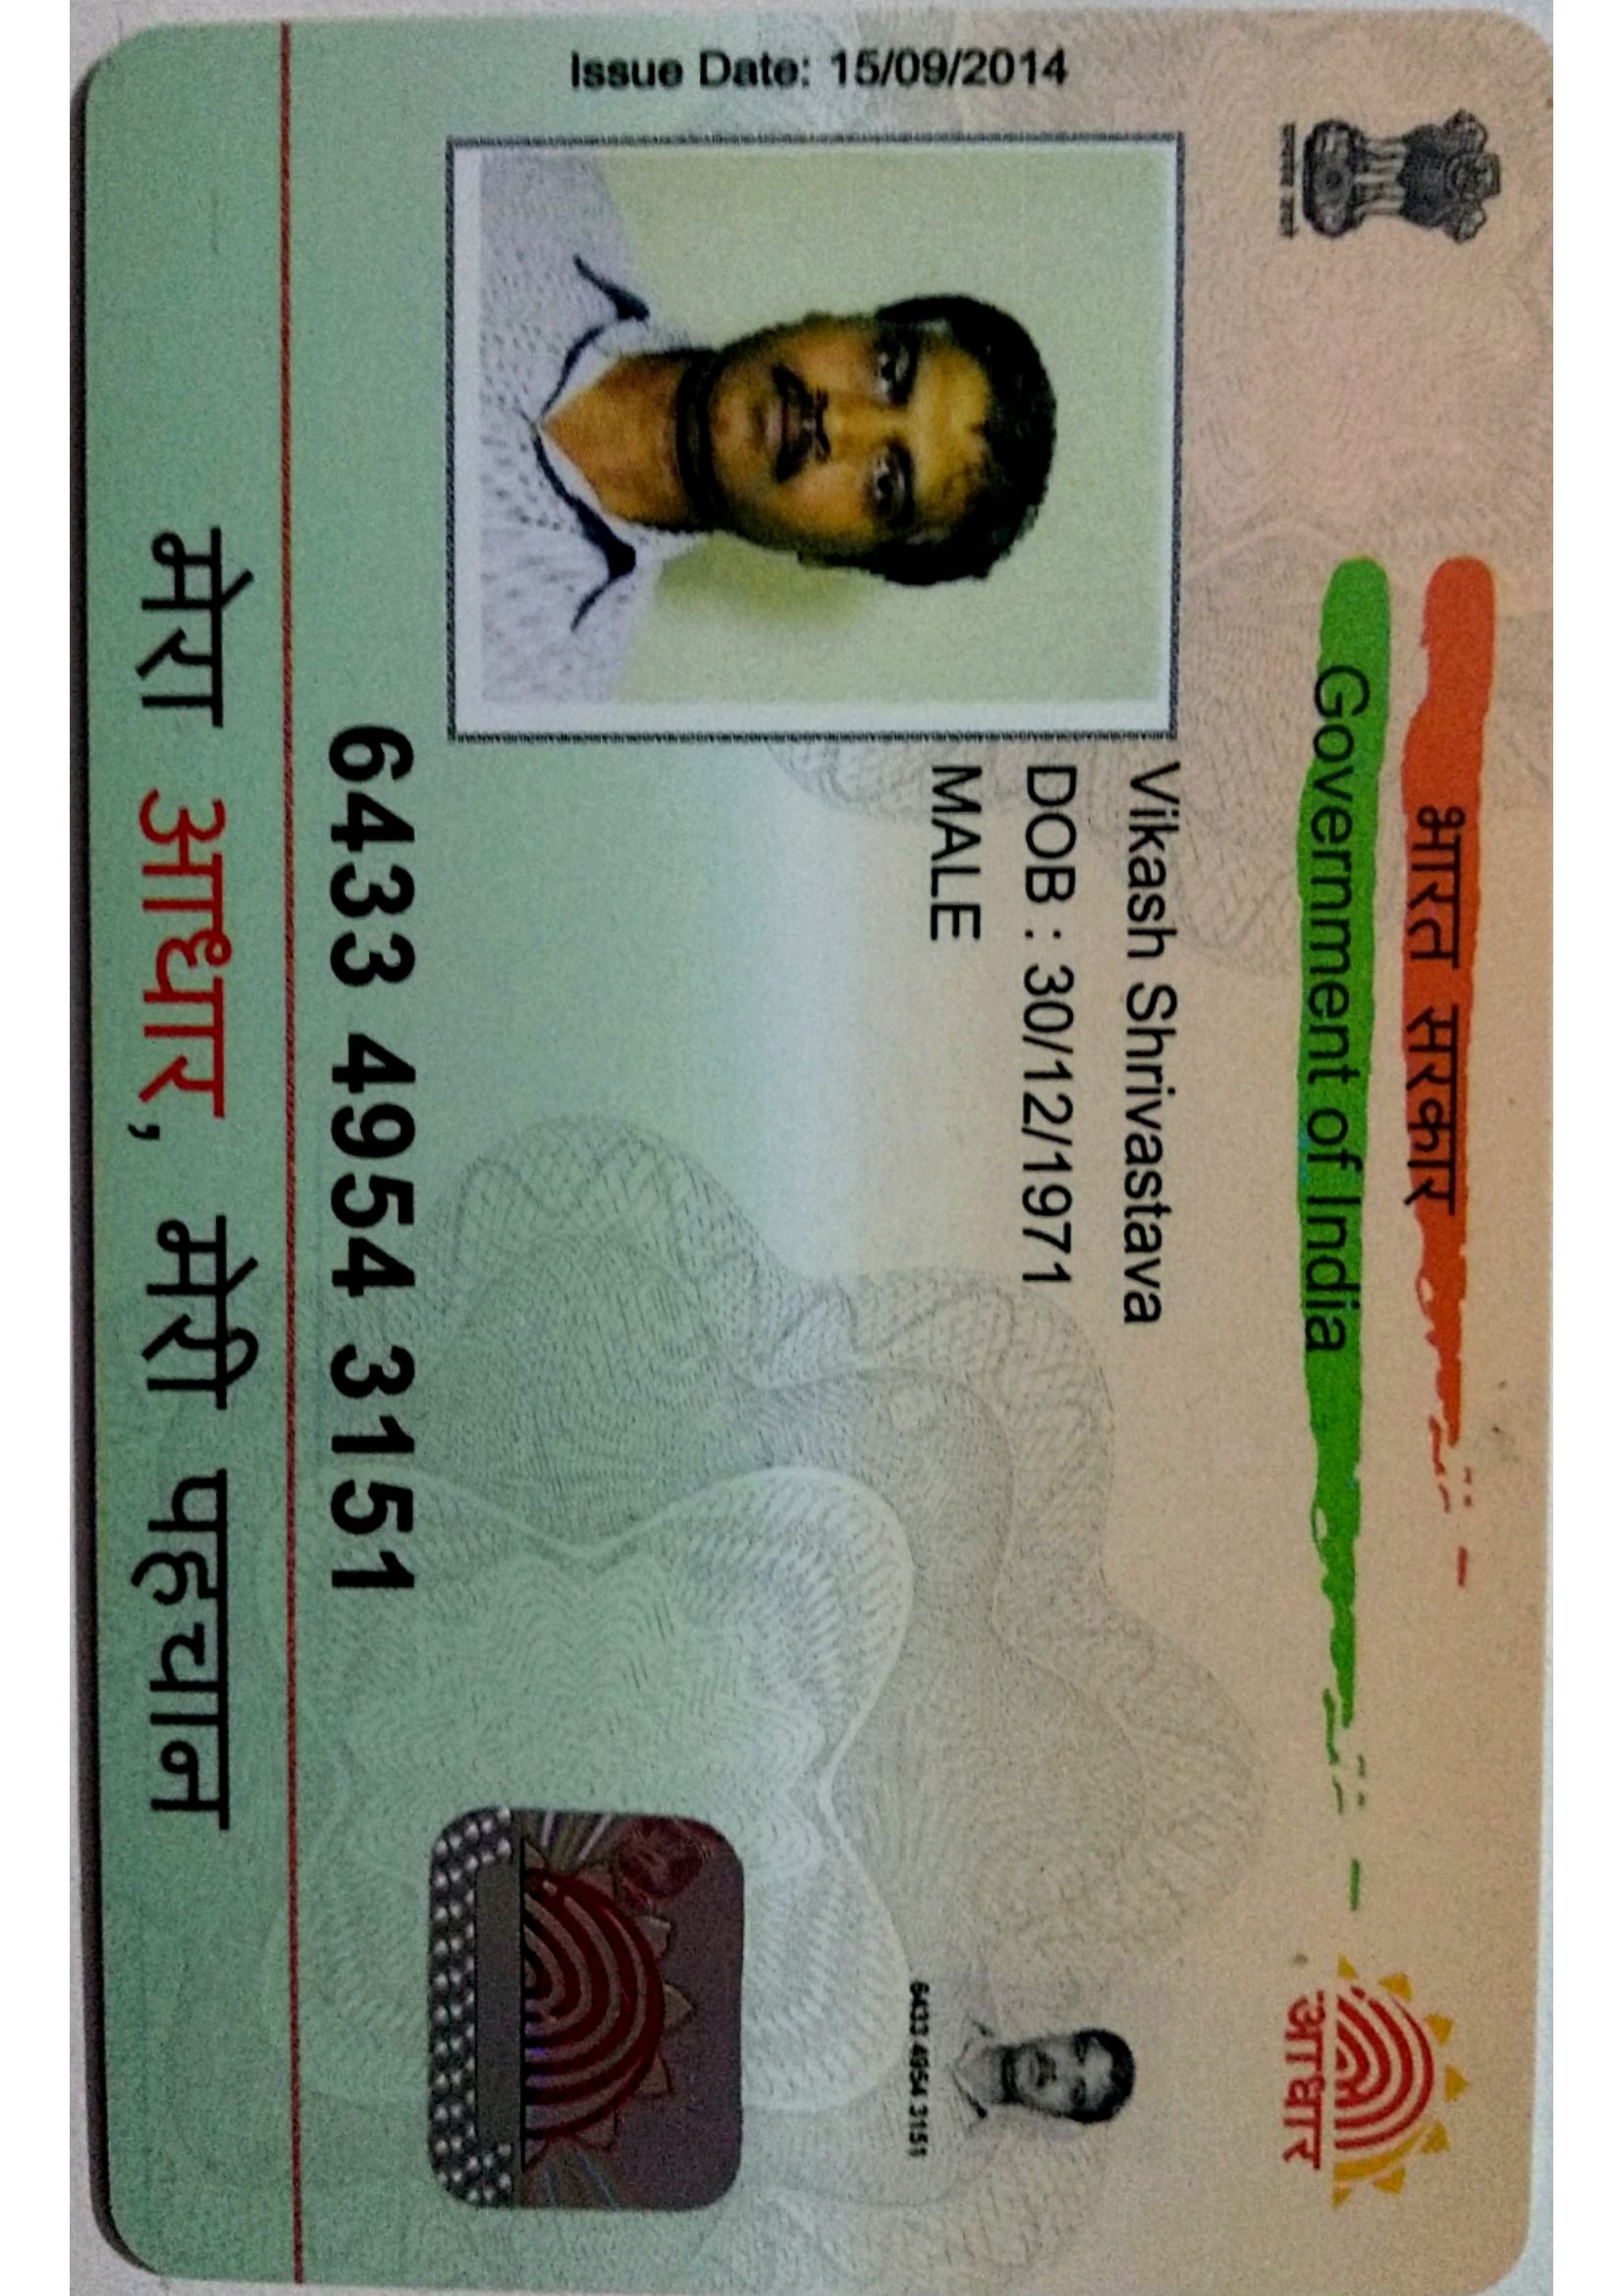 भारत सरकार
Government of India
सत्यमेव जयते
आधार
Issue Date: 15/09/2014
Vikash Shrivastava
DOB : 30/12/1971
MALE
6433 4954 3151
6433 4954 3151
मेरा आधार, मेरी पहचान